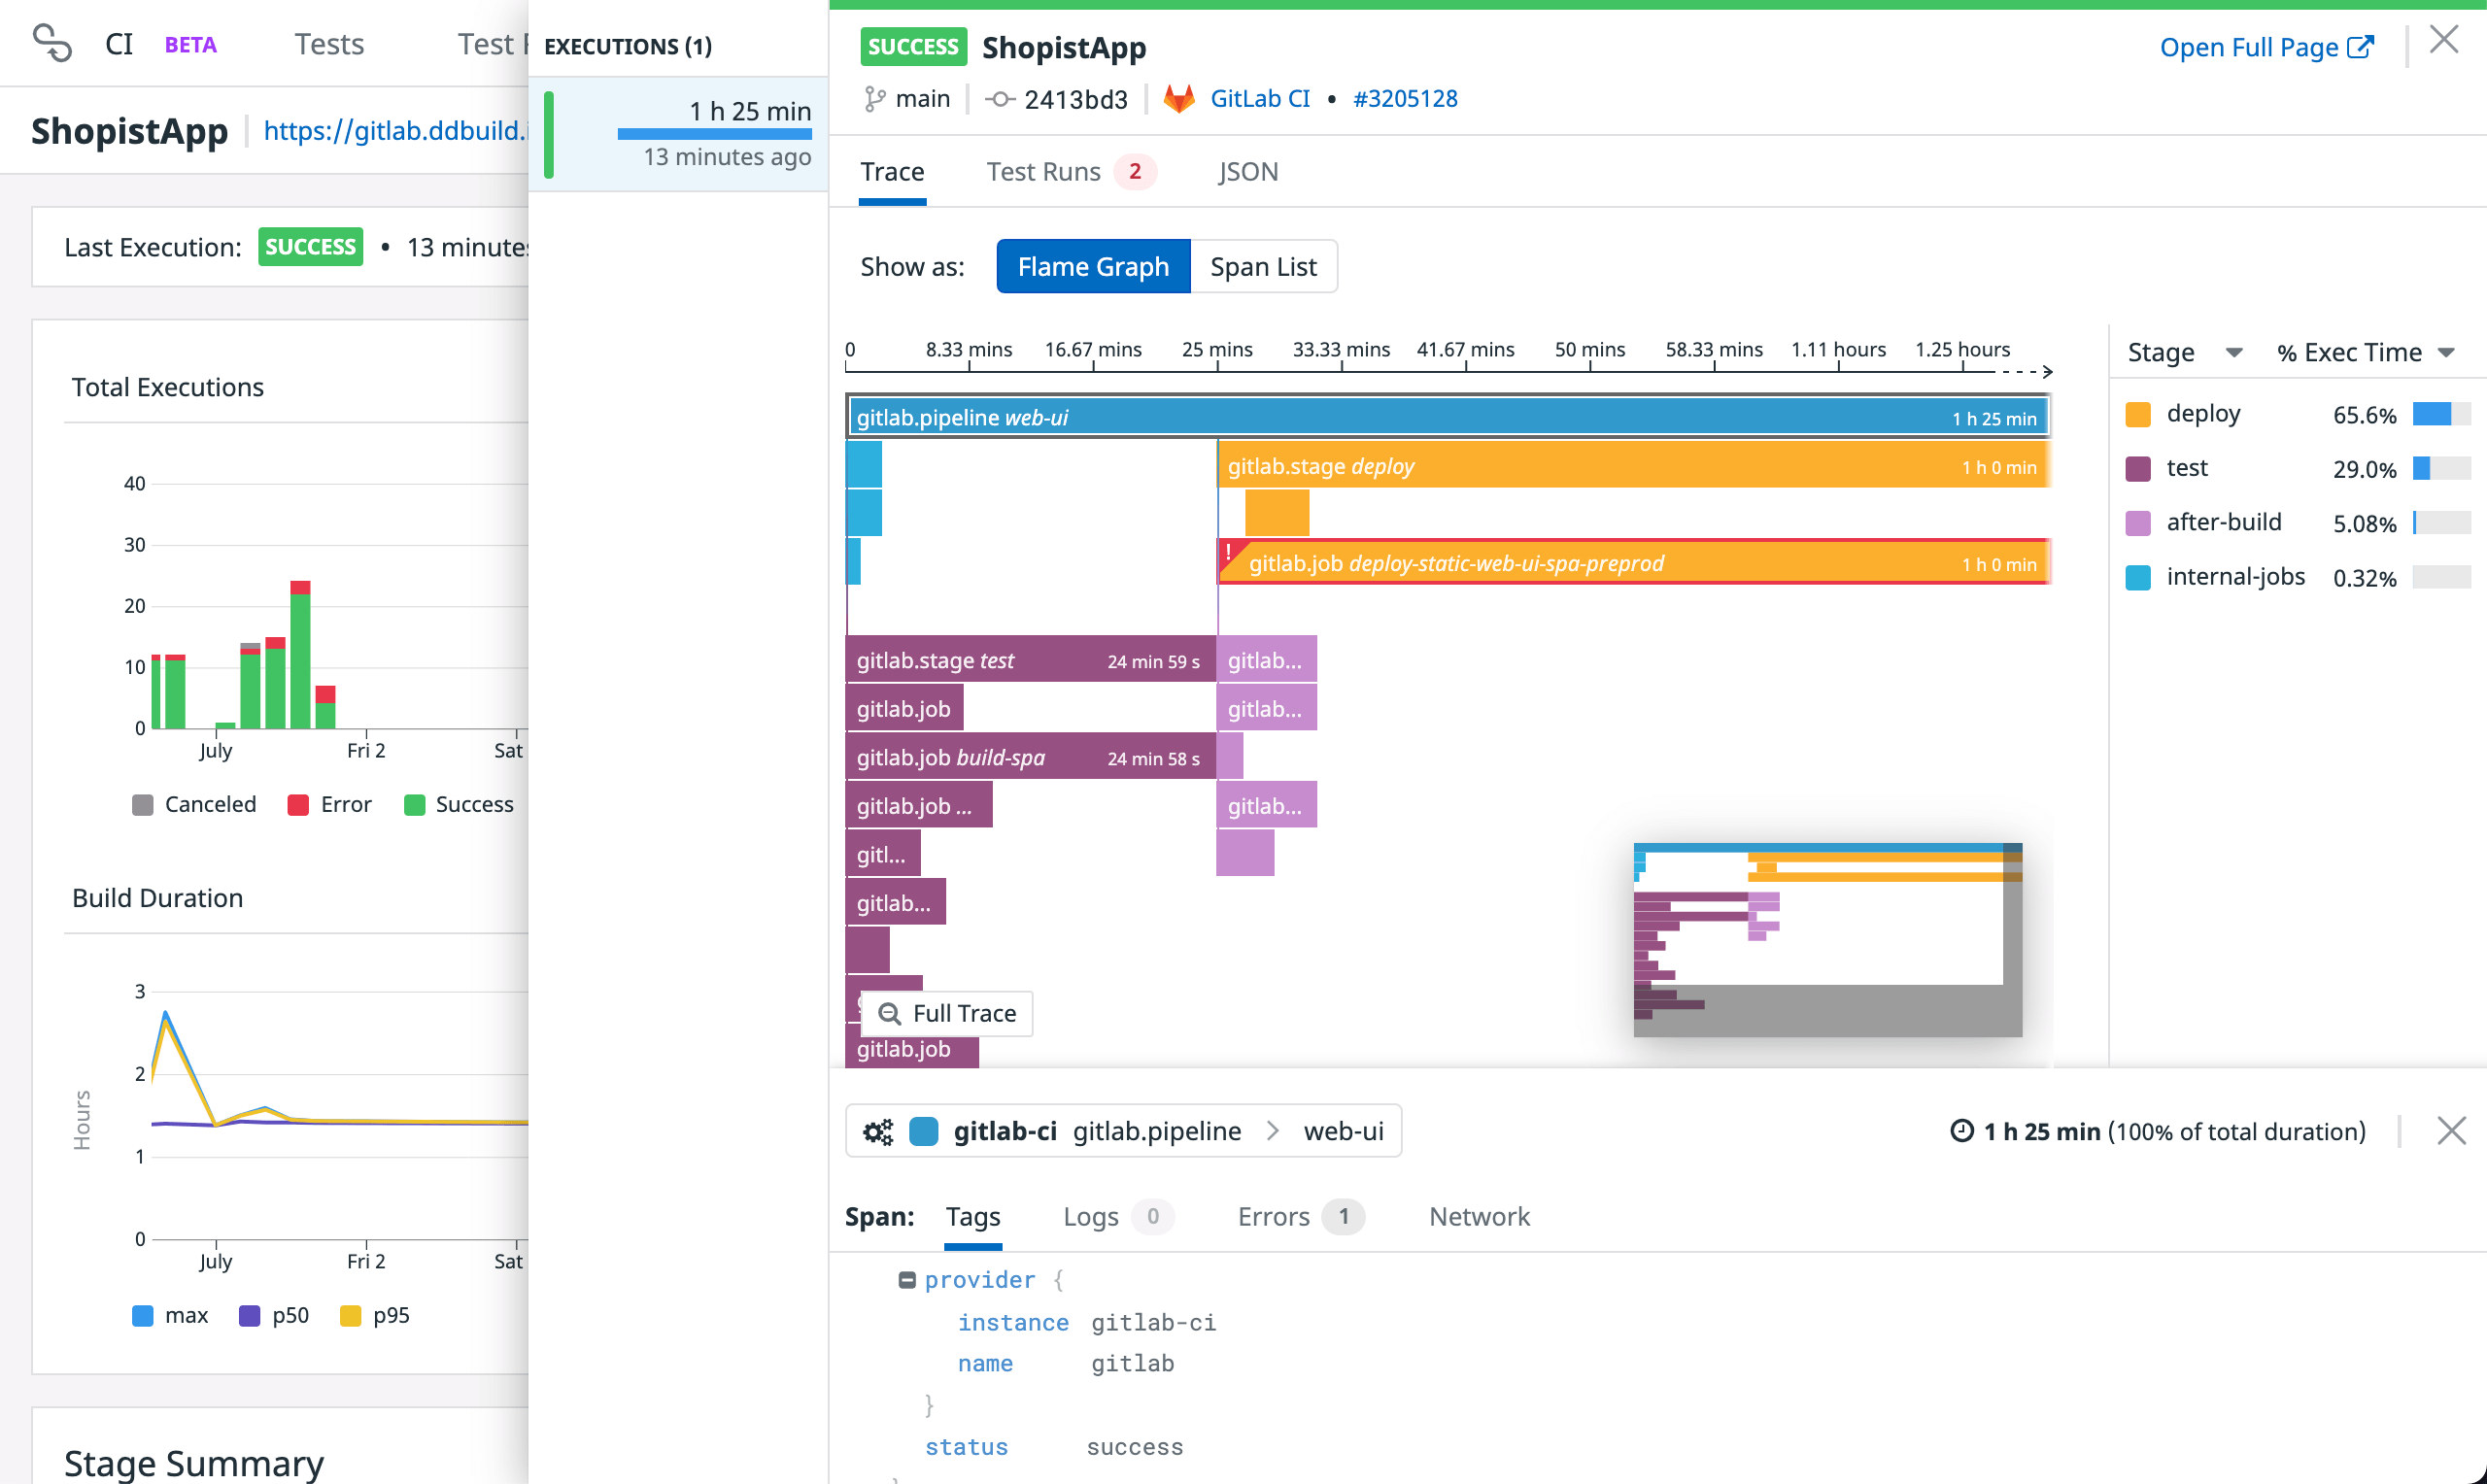 CI BETA Tests Test
ShopistApp https://gitlab.ddbuild.i
Last Execution: SUCCESS • 13 minutes
Total Executions
40
30
20
10
0
July Fri 2 Sat
Canceled Error Success
Build Duration
Hours
3
2
1
0
July Fri 2 Sat
max p50 p95
Stage Summary
EXECUTIONS (1)
1 h 25 min
13 minutes ago
SUCCESS ShopistApp
Open Full Page
main 2413bd3 GitLab CI • #3205128
Trace Test Runs 2 JSON
Show as: Flame Graph Span List
0 8.33 mins 16.67 mins 25 mins 33.33 mins 41.67 mins 50 mins 58.33 mins 1.11 hours 1.25 hours
gitlab.pipeline web-ui 1 h 25 min
gitlab.stage deploy 1 h 0 min
! gitlab.job deploy-static-web-ui-spa-preprod 1 h 0 min
gitlab.stage test 24 min 59 s gitlab...
gitlab.job gitlab...
gitlab.job build-spa 24 min 58 s
gitlab.job ... gitlab...
gitl...
gitlab...
Full Trace
gitlab.job
Stage % Exec Time
deploy 65.6%
test 29.0%
after-build 5.08%
internal-jobs 0.32%
gitlab-ci gitlab.pipeline > web-ui
1 h 25 min (100% of total duration)
Span: Tags Logs 0 Errors 1 Network
provider {
instance gitlab-ci
name gitlab
}
status success